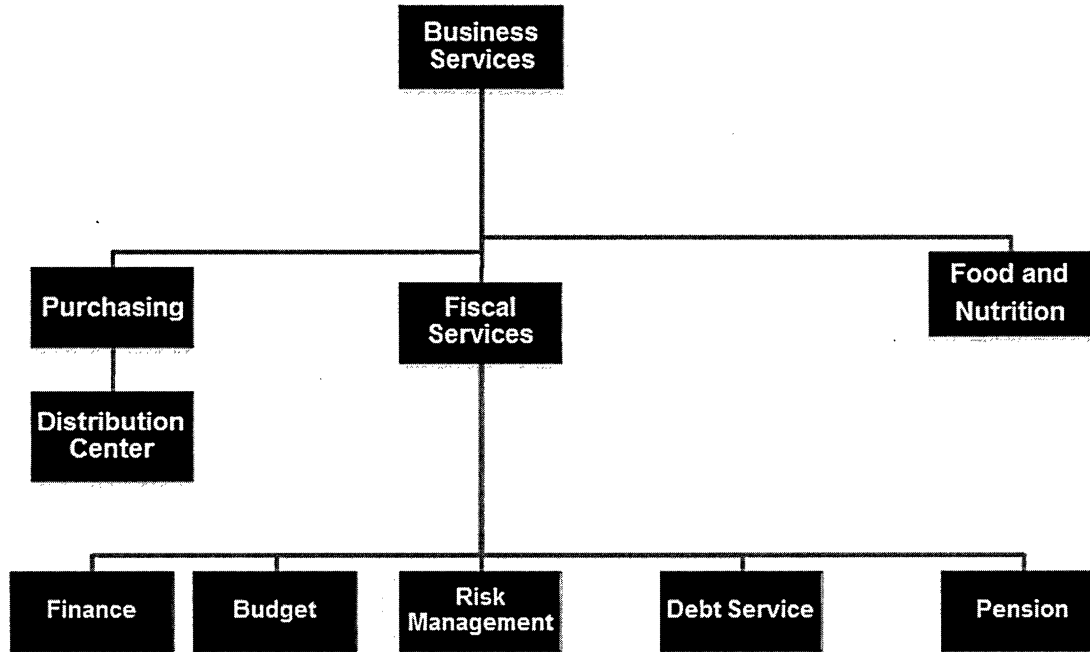 Business
Services
Purchasing
Fiscal
Services
Food and
Nutrition
Distribution
Center
Finance
Budget
Risk
Management
Debt Service
Pension